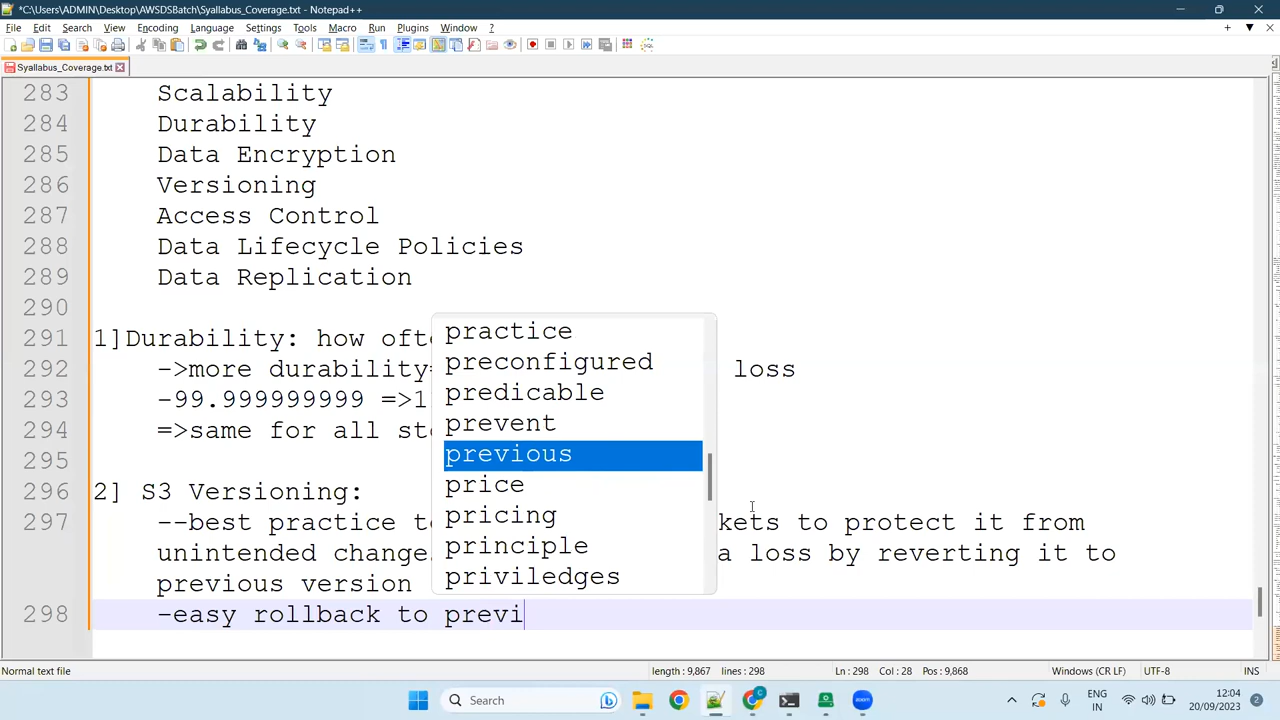 *C:\Users\ADMIN\Desktop\AWSDSBatch\Syallabus_Coverage.txt - Notepad++
File Edit Search View Encoding Language Settings Tools Macro Run Plugins Window ?
Syallabus_Coverage.txt
283 Scalability
284 Durability
285 Data Encryption
286 Versioning
287 Access Control
288 Data Lifecycle Policies
289 Data Replication
290
291 1]Durability: how ofte
292 ->more durability= loss
293 -99.999999999 =>1
294 =>same for all sto
295
296 2] S3 Versioning:
297 --best practice to kets to protect it from
unintended change a loss by reverting it to
previous version
298 -easy rollback to previ
practice
preconfigured
predicable
prevent
previous
price
pricing
principle
priviledges
Normal text file length : 9,867 lines : 298 Ln : 298 Col : 28 Pos : 9,868 Windows (CR LF) UTF-8 INS
Search
ENG
IN
12:04
20/09/2023
2